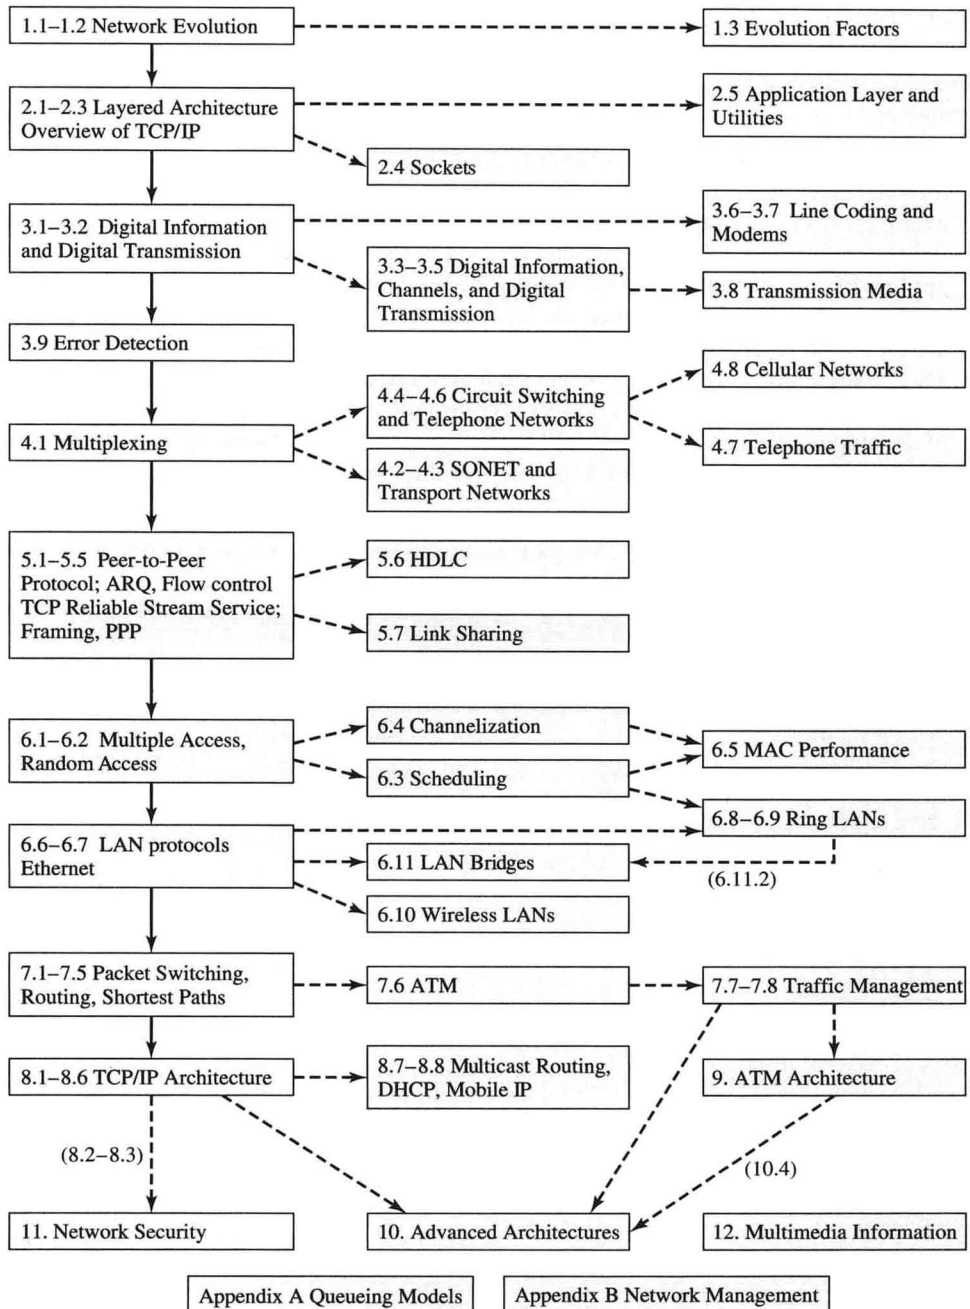 1.1–1.2 Network Evolution
1.3 Evolution Factors
2.1–2.3 Layered Architecture
Overview of TCP/IP
2.5 Application Layer and
Utilities
2.4 Sockets
3.1–3.2 Digital Information
and Digital Transmission
3.6–3.7 Line Coding and
Modems
3.3–3.5 Digital Information,
Channels, and Digital
Transmission
3.8 Transmission Media
3.9 Error Detection
4.8 Cellular Networks
4.4–4.6 Circuit Switching
and Telephone Networks
4.1 Multiplexing
4.7 Telephone Traffic
4.2–4.3 SONET and
Transport Networks
5.1–5.5 Peer-to-Peer
Protocol; ARQ, Flow control
TCP Reliable Stream Service;
Framing, PPP
5.6 HDLC
5.7 Link Sharing
6.1–6.2 Multiple Access,
Random Access
6.4 Channelization
6.5 MAC Performance
6.3 Scheduling
6.8–6.9 Ring LANs
6.6–6.7 LAN protocols
Ethernet
6.11 LAN Bridges
(6.11.2)
6.10 Wireless LANs
7.1–7.5 Packet Switching,
Routing, Shortest Paths
7.6 ATM
7.7–7.8 Traffic Management
8.1–8.6 TCP/IP Architecture
8.7–8.8 Multicast Routing,
DHCP, Mobile IP
9. ATM Architecture
(8.2–8.3)
(10.4)
11. Network Security
10. Advanced Architectures
12. Multimedia Information
Appendix A Queueing Models
Appendix B Network Management